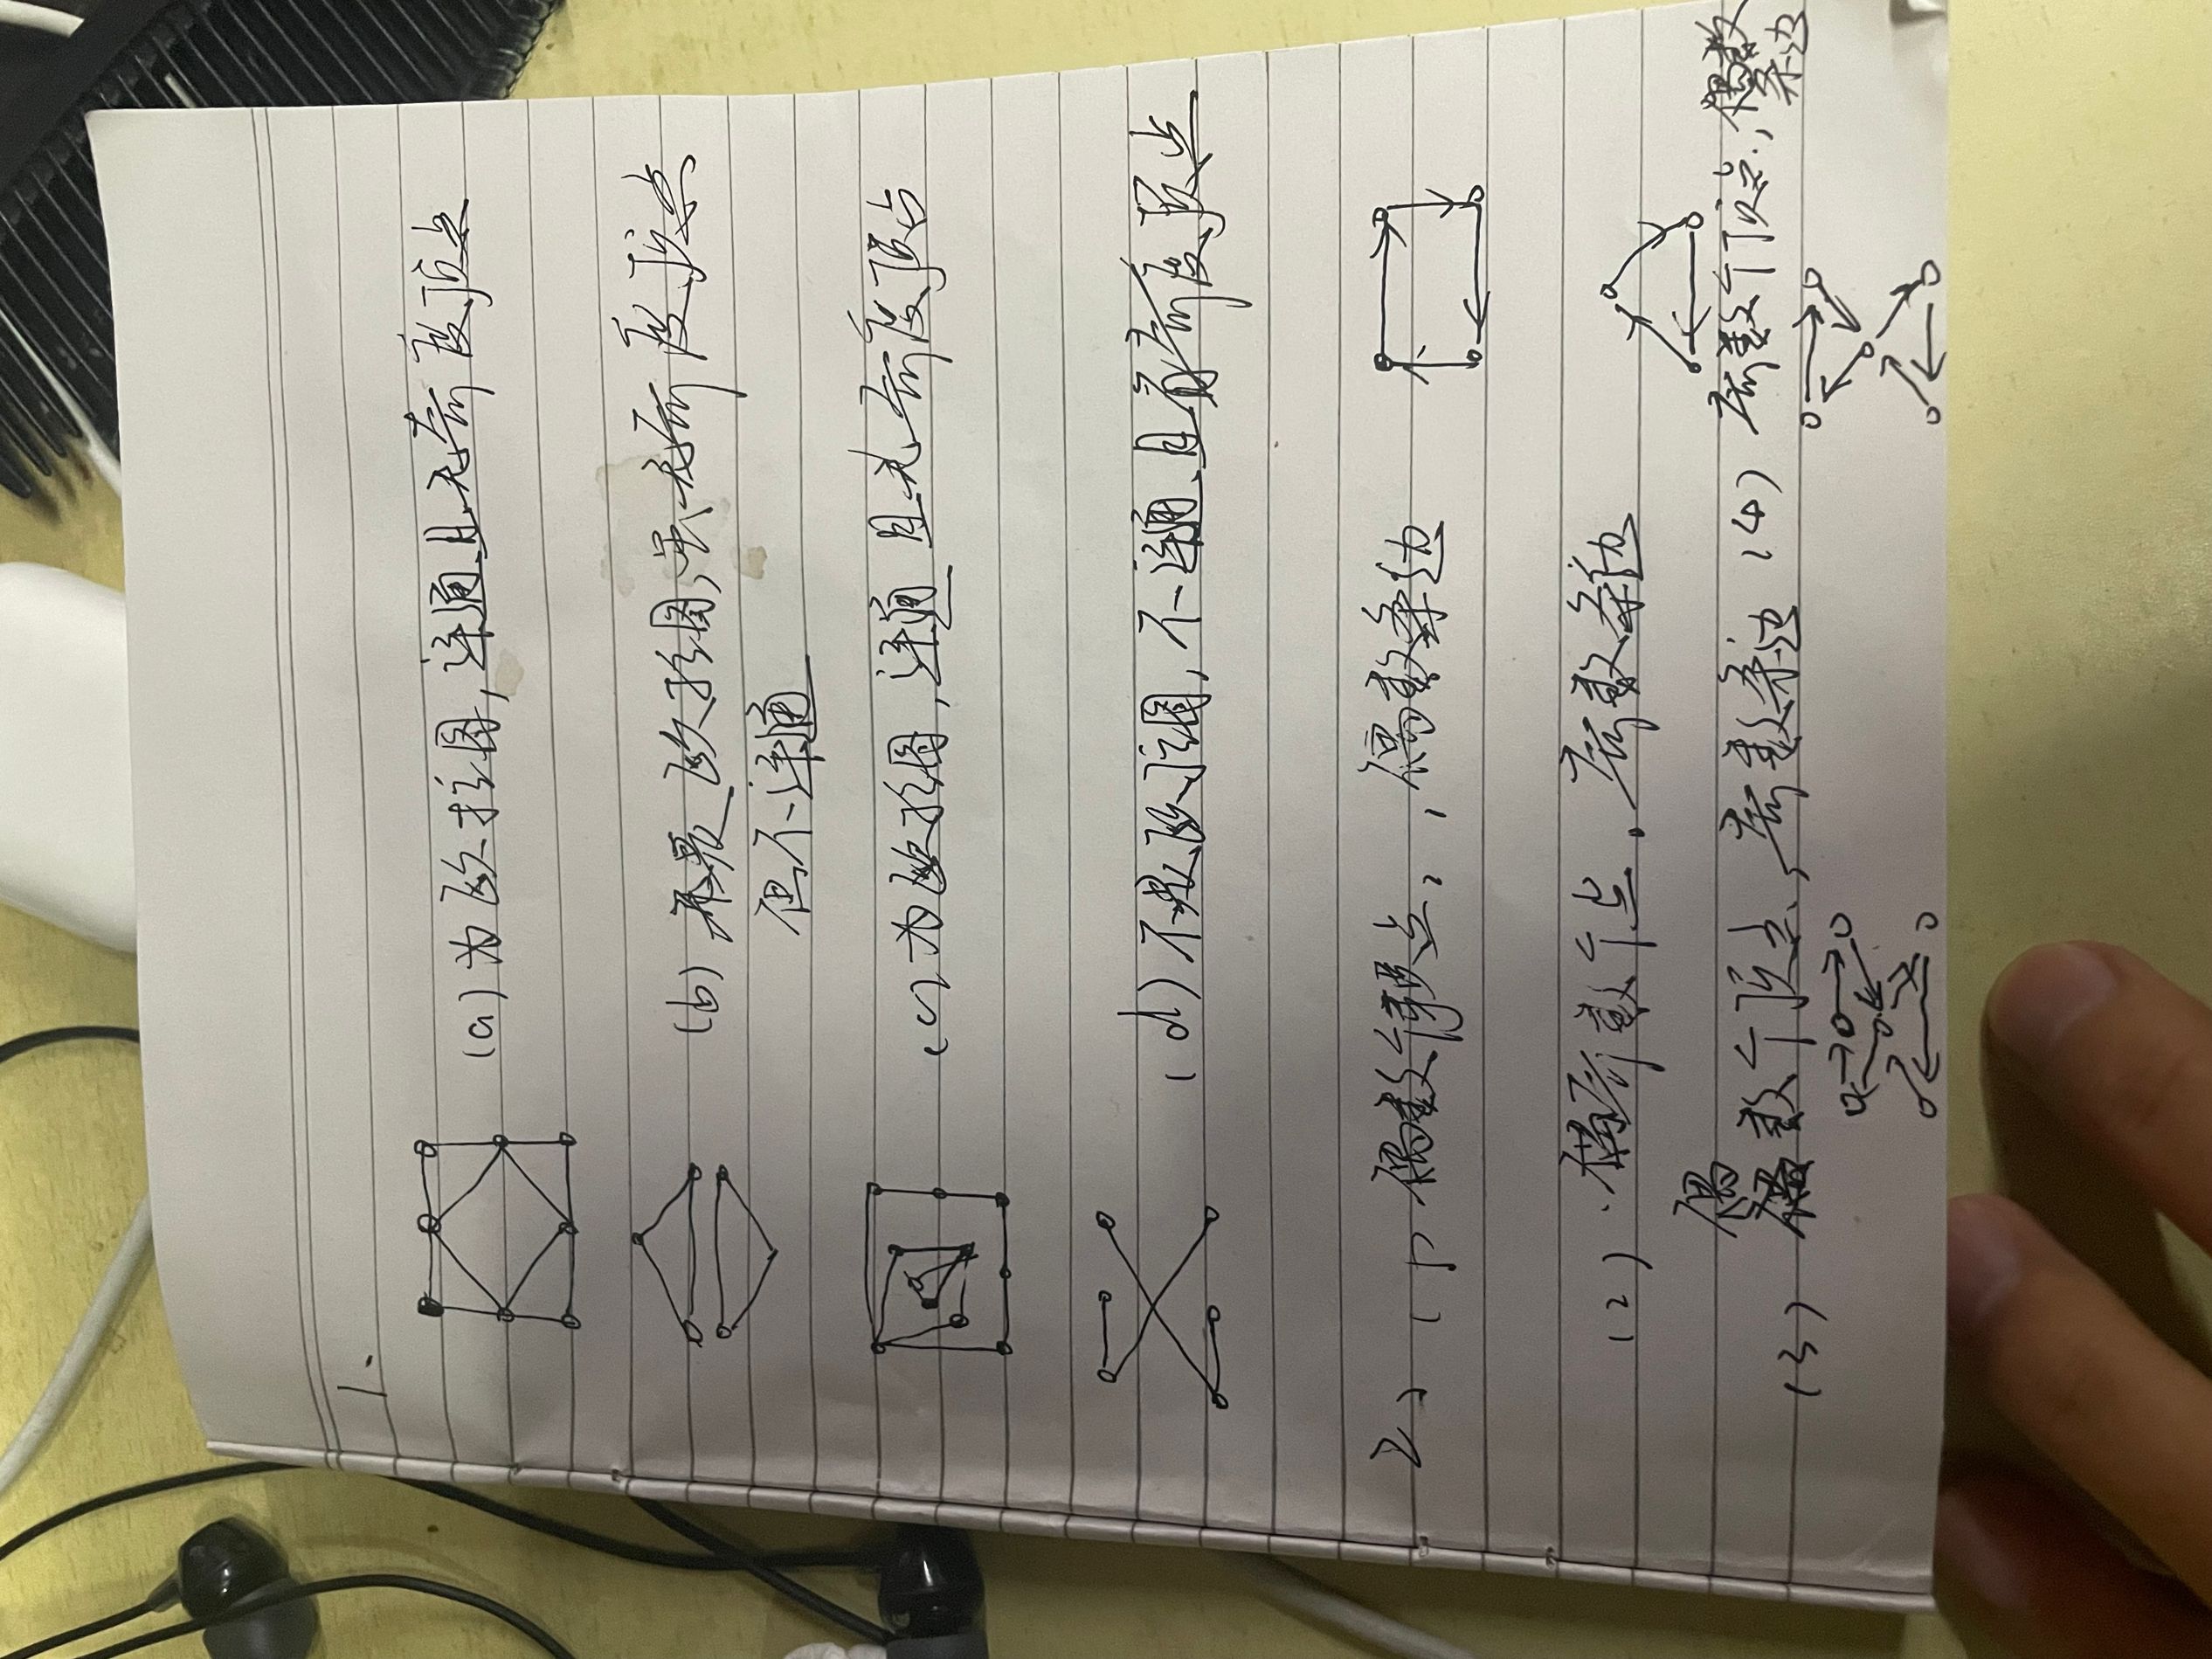 1.
(a) 为欧拉图,连通且无奇度顶点
(b) 不是欧拉图,虽无奇度顶点
但不连通
(c) 为欧拉图,连通且无奇度顶点
(d) 不是欧拉图,不连通且有奇度顶点
2、(1) 偶数个顶点,,偶数条边
(2) 奇数个点,奇数条边
(3) 偶数个顶点,奇数条边
(4) 奇数个顶点,偶数
条边